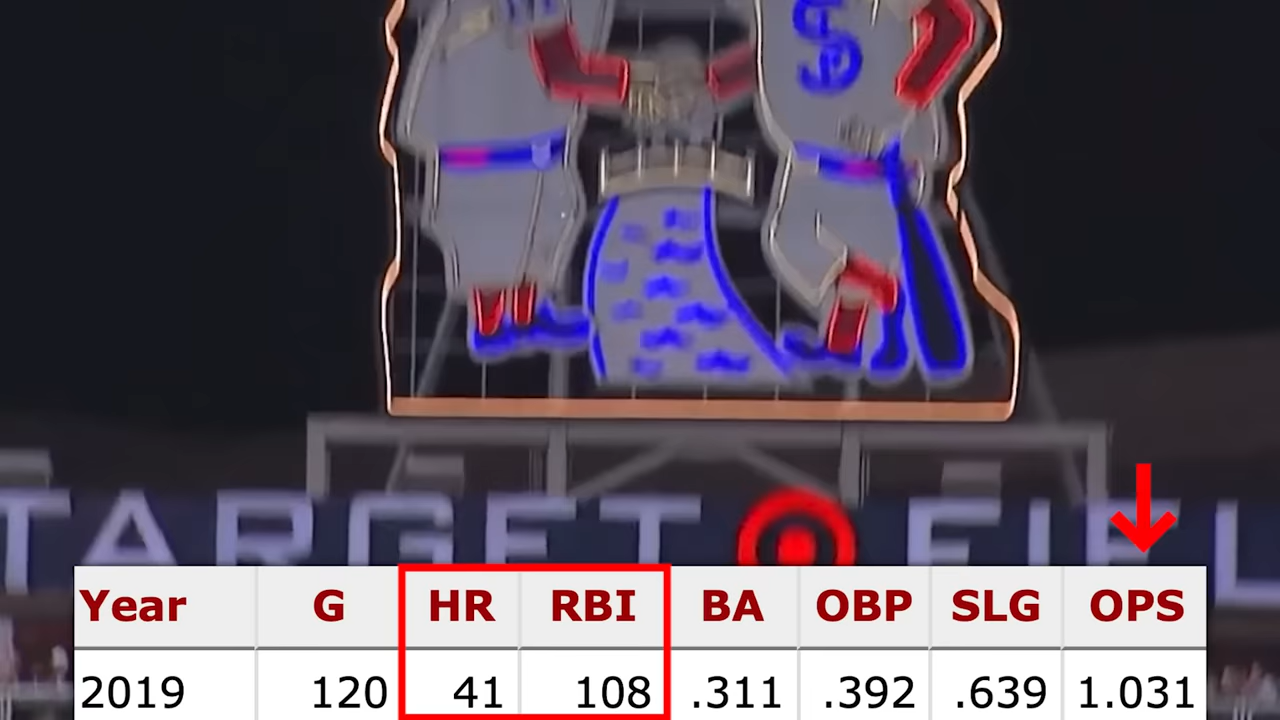 S
TARGET FIEL
Year G HR RBI BA OBP SLG OPS
2019 120 41 108 .311 .392 .639 1.031